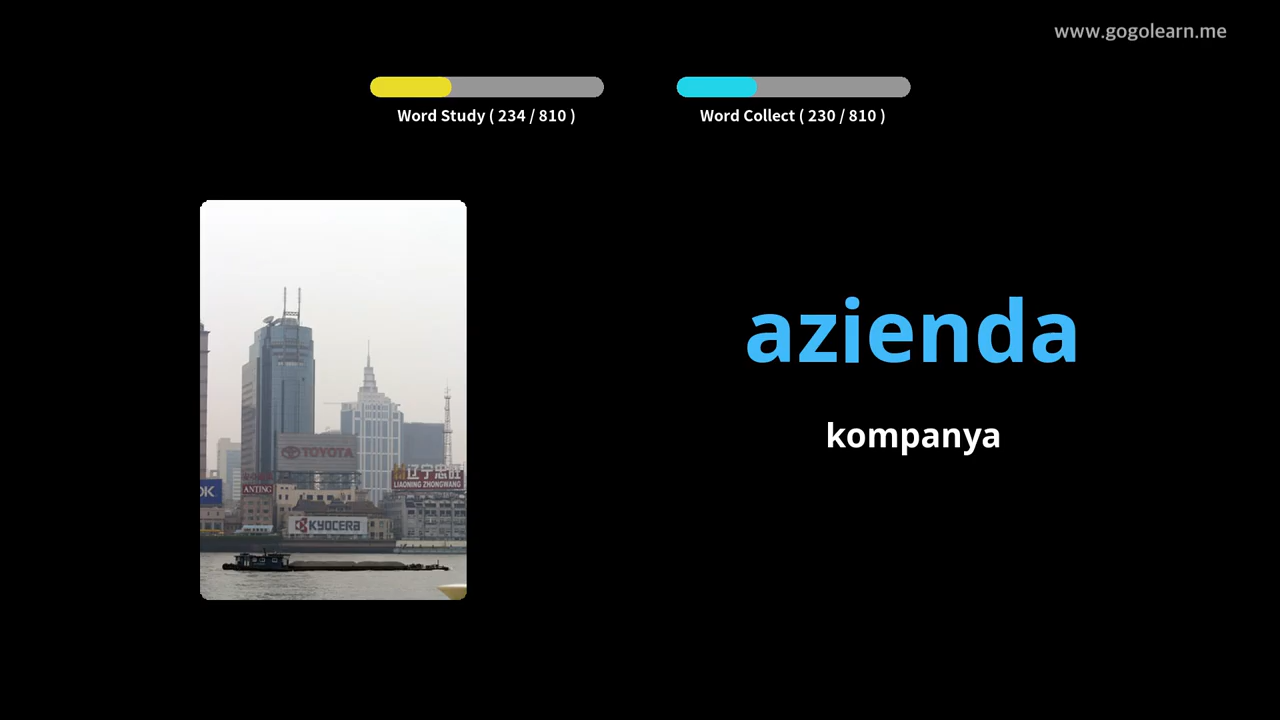 www.gogolearn.me
Word Study ( 234 / 810 )
Word Collect ( 230 / 810 )
azienda
kompanya
TOYOTA
辽宁忠旺
LIAONING ZHONGWANG
OK
ANTING
KYOCERA